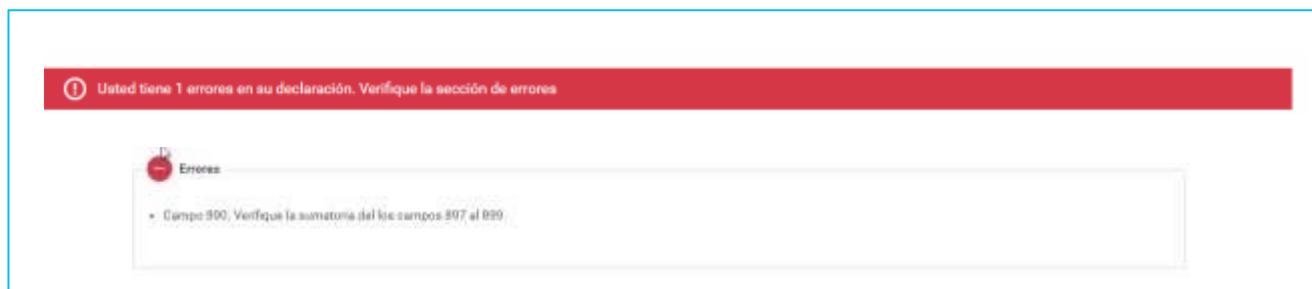 Usted tiene 1 errores en su declaración. Verifique la sección de errores
Errores
Campo 890. Verifique la sumatoria del los campos 897 al 899